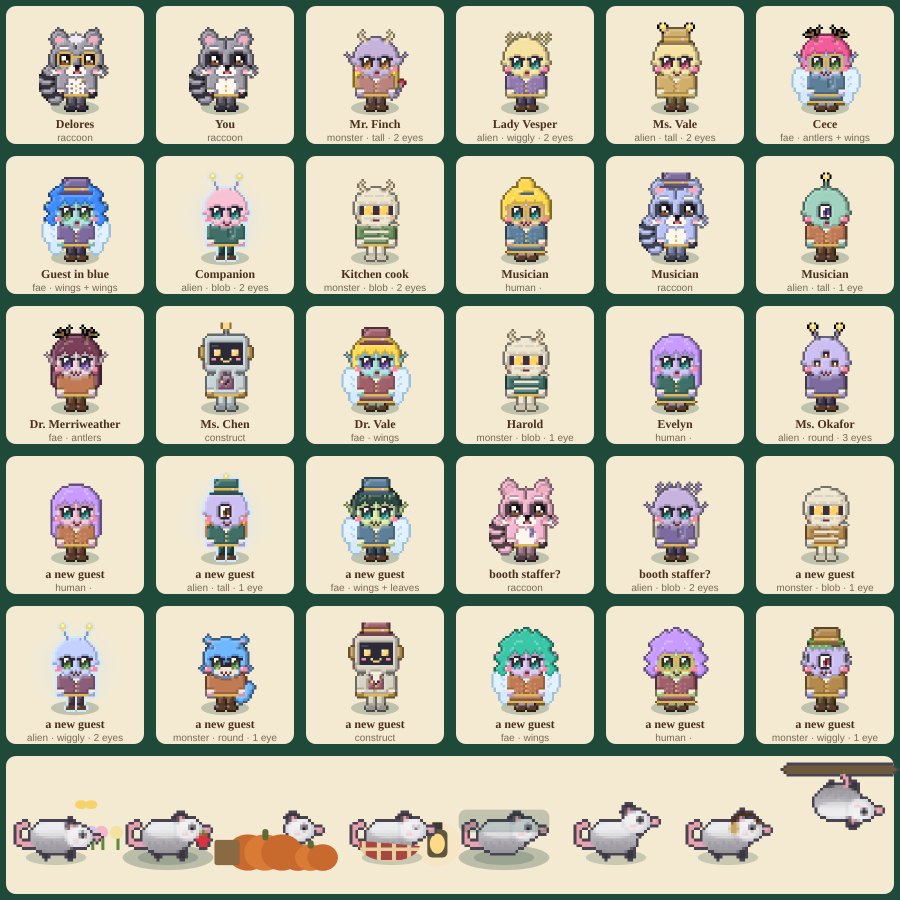 Delores
raccoon
You
raccoon
Mr. Finch
monster · tall · 2 eyes
Lady Vesper
alien · wiggly · 2 eyes
Ms. Vale
alien · tall · 2 eyes
Cece
fae · antlers + wings
Guest in blue
fae · wings + wings
Companion
alien · blob · 2 eyes
Kitchen cook
monster · blob · 2 eyes
Musician
human ·
Musician
raccoon
Musician
alien · tall · 1 eye
Dr. Merriweather
fae · antlers
Ms. Chen
construct
Dr. Vale
fae · wings
Harold
monster · blob · 1 eye
Evelyn
human ·
Ms. Okafor
alien · round · 3 eyes
a new guest
human ·
a new guest
alien · tall · 1 eye
a new guest
fae · wings + leaves
booth staffer?
raccoon
booth staffer?
alien · blob · 2 eyes
a new guest
monster · blob · 1 eye
a new guest
alien · wiggly · 2 eyes
a new guest
monster · round · 1 eye
a new guest
construct
a new guest
fae · wings
a new guest
human ·
a new guest
monster · wiggly · 1 eye